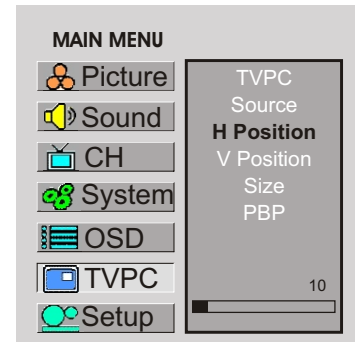 MAIN MENU
Picture
Sound
CH
System
OSD
TVPC
Setup
TVPC
Source
H Position
V Position
Size
PBP
10